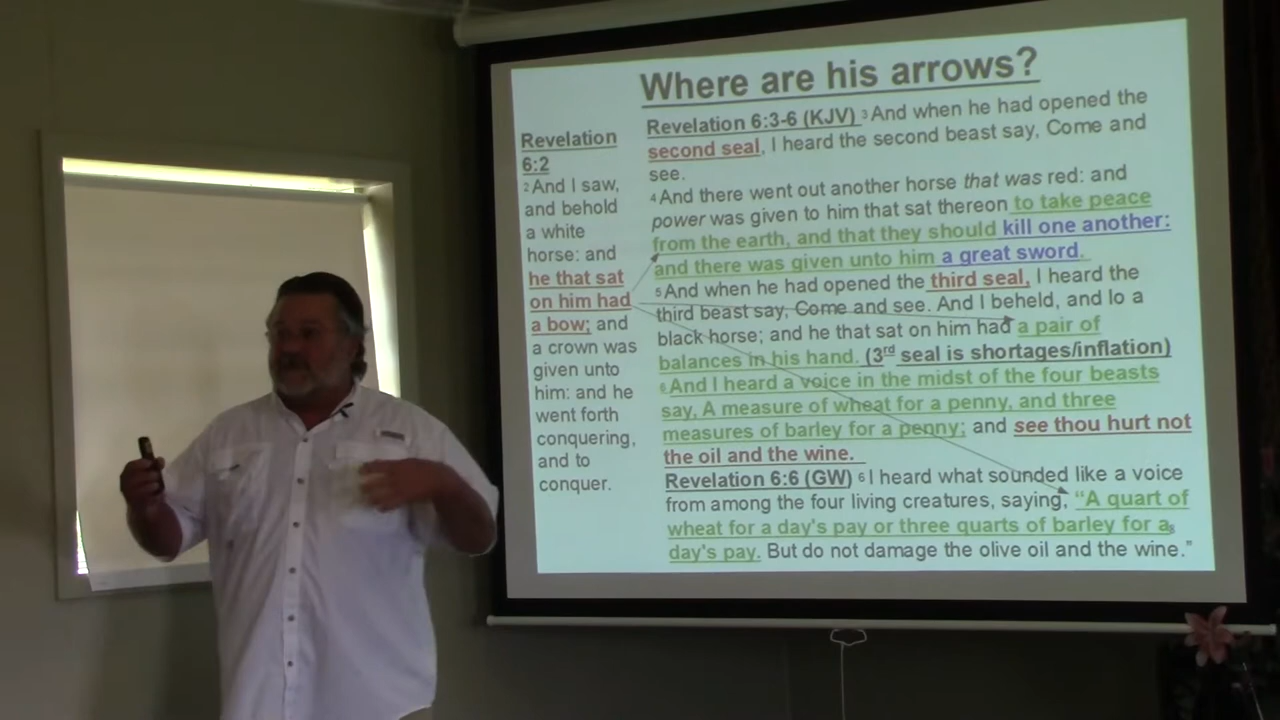 Where are his arrows?
Revelation
6:2
2 And I saw,
and behold
a white
horse: and
he that sat
on him had
a bow; and
a crown was
given unto
him: and he
went forth
conquering,
and to
conquer.
Revelation 6:3-6 (KJV) 3 And when he had opened the
second seal, I heard the second beast say, Come and
see.
4 And there went out another horse that was red: and
power was given to him that sat thereon to take peace
from the earth, and that they should kill one another:
and there was given unto him a great sword.
5 And when he had opened the third seal, I heard the
third beast say, Come and see. And I beheld, and lo a
black horse; and he that sat on him had a pair of
balances in his hand. (3rd seal is shortages/inflation)
6 And I heard a voice in the midst of the four beasts
say, A measure of wheat for a penny, and three
measures of barley for a penny; and see thou hurt not
the oil and the wine.
Revelation 6:6 (GW) 6 I heard what sounded like a voice
from among the four living creatures, saying, “A quart of
wheat for a day's pay or three quarts of barley for a
day's pay. But do not damage the olive oil and the wine.”